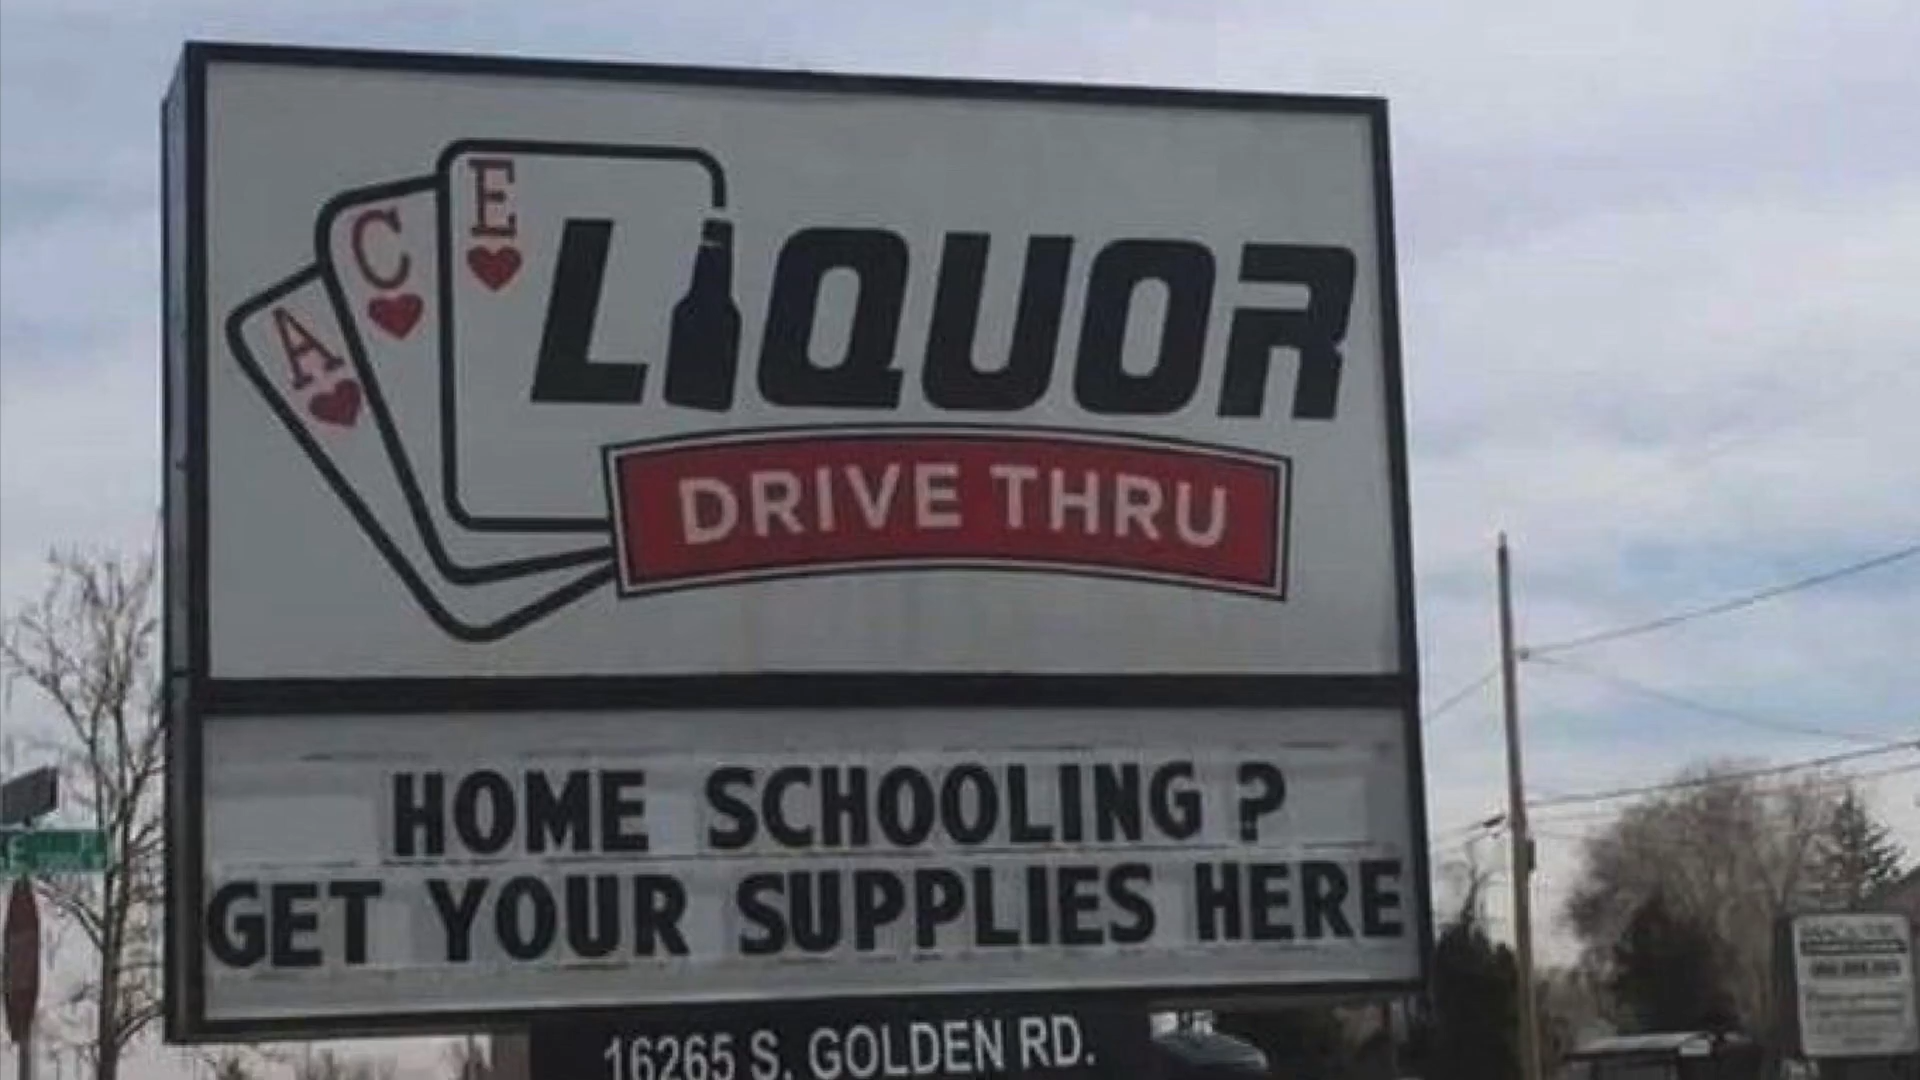 ACE
LIQUOR
DRIVE THRU
HOME SCHOOLING ?
GET YOUR SUPPLIES HERE
16265 S. GOLDEN RD.